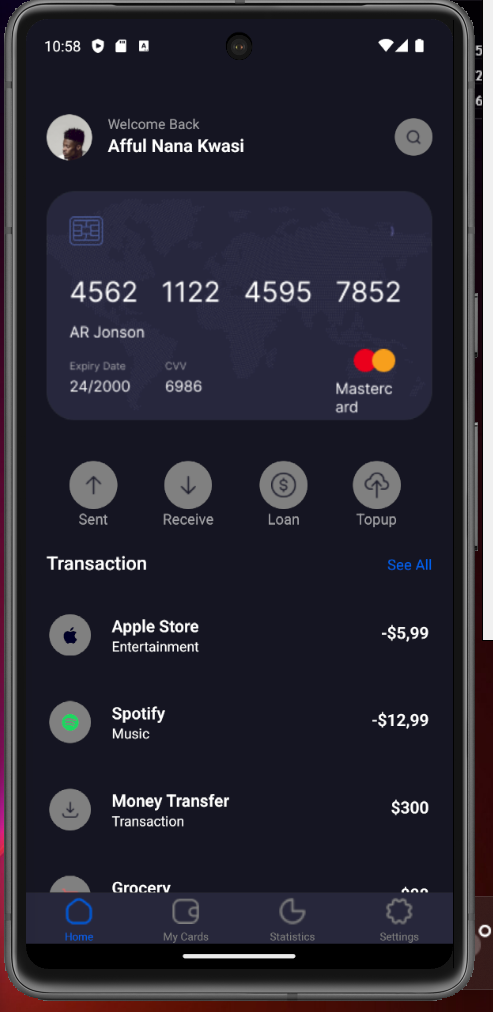 10:58
Welcome Back
Afful Nana Kwasi
4562 1122 4595 7852
AR Jonson
Expiry Date CVV
24/2000 6986
Masterc
ard
Sent Receive Loan Topup
Transaction See All
Apple Store -$5,99
Entertainment
Spotify -$12,99
Music
Money Transfer $300
Transaction
Grocery
Home My Cards Statistics Settings